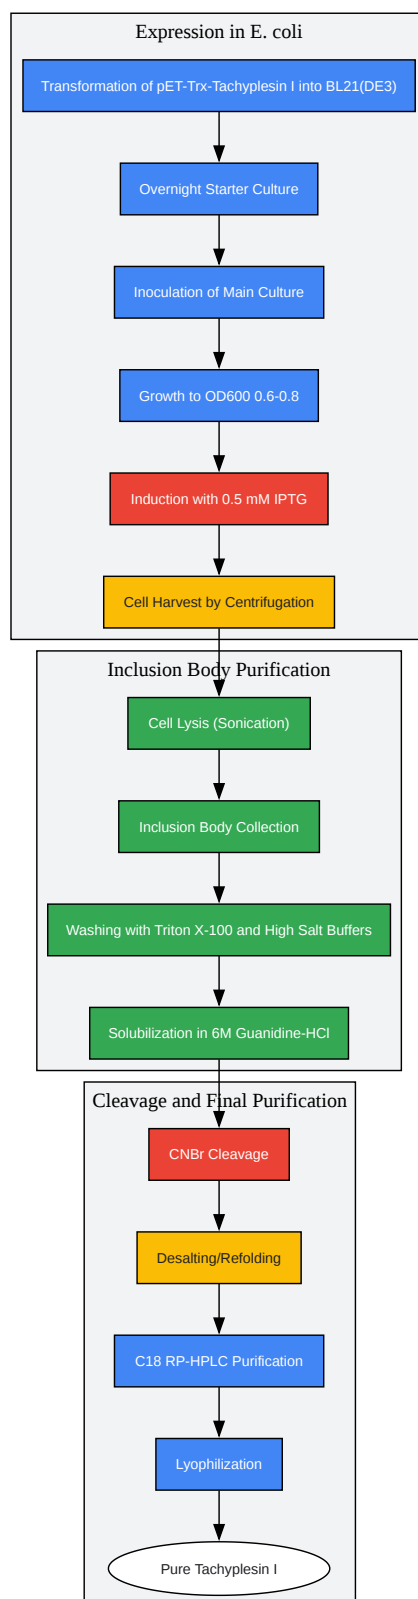 Expression in E. coli
Transformation of pET-Trx-Tachyplesin I into BL21(DE3)
Overnight Starter Culture
Inoculation of Main Culture
Growth to OD600 0.6-0.8
Induction with 0.5 mM IPTG
Cell Harvest by Centrifugation
Inclusion Body Purification
Cell Lysis (Sonication)
Inclusion Body Collection
Washing with Triton X-100 and High Salt Buffers
Solubilization in 6M Guanidine-HCl
Cleavage and Final Purification
CNBr Cleavage
Desalting/Refolding
C18 RP-HPLC Purification
Lyophilization
Pure Tachyplesin I